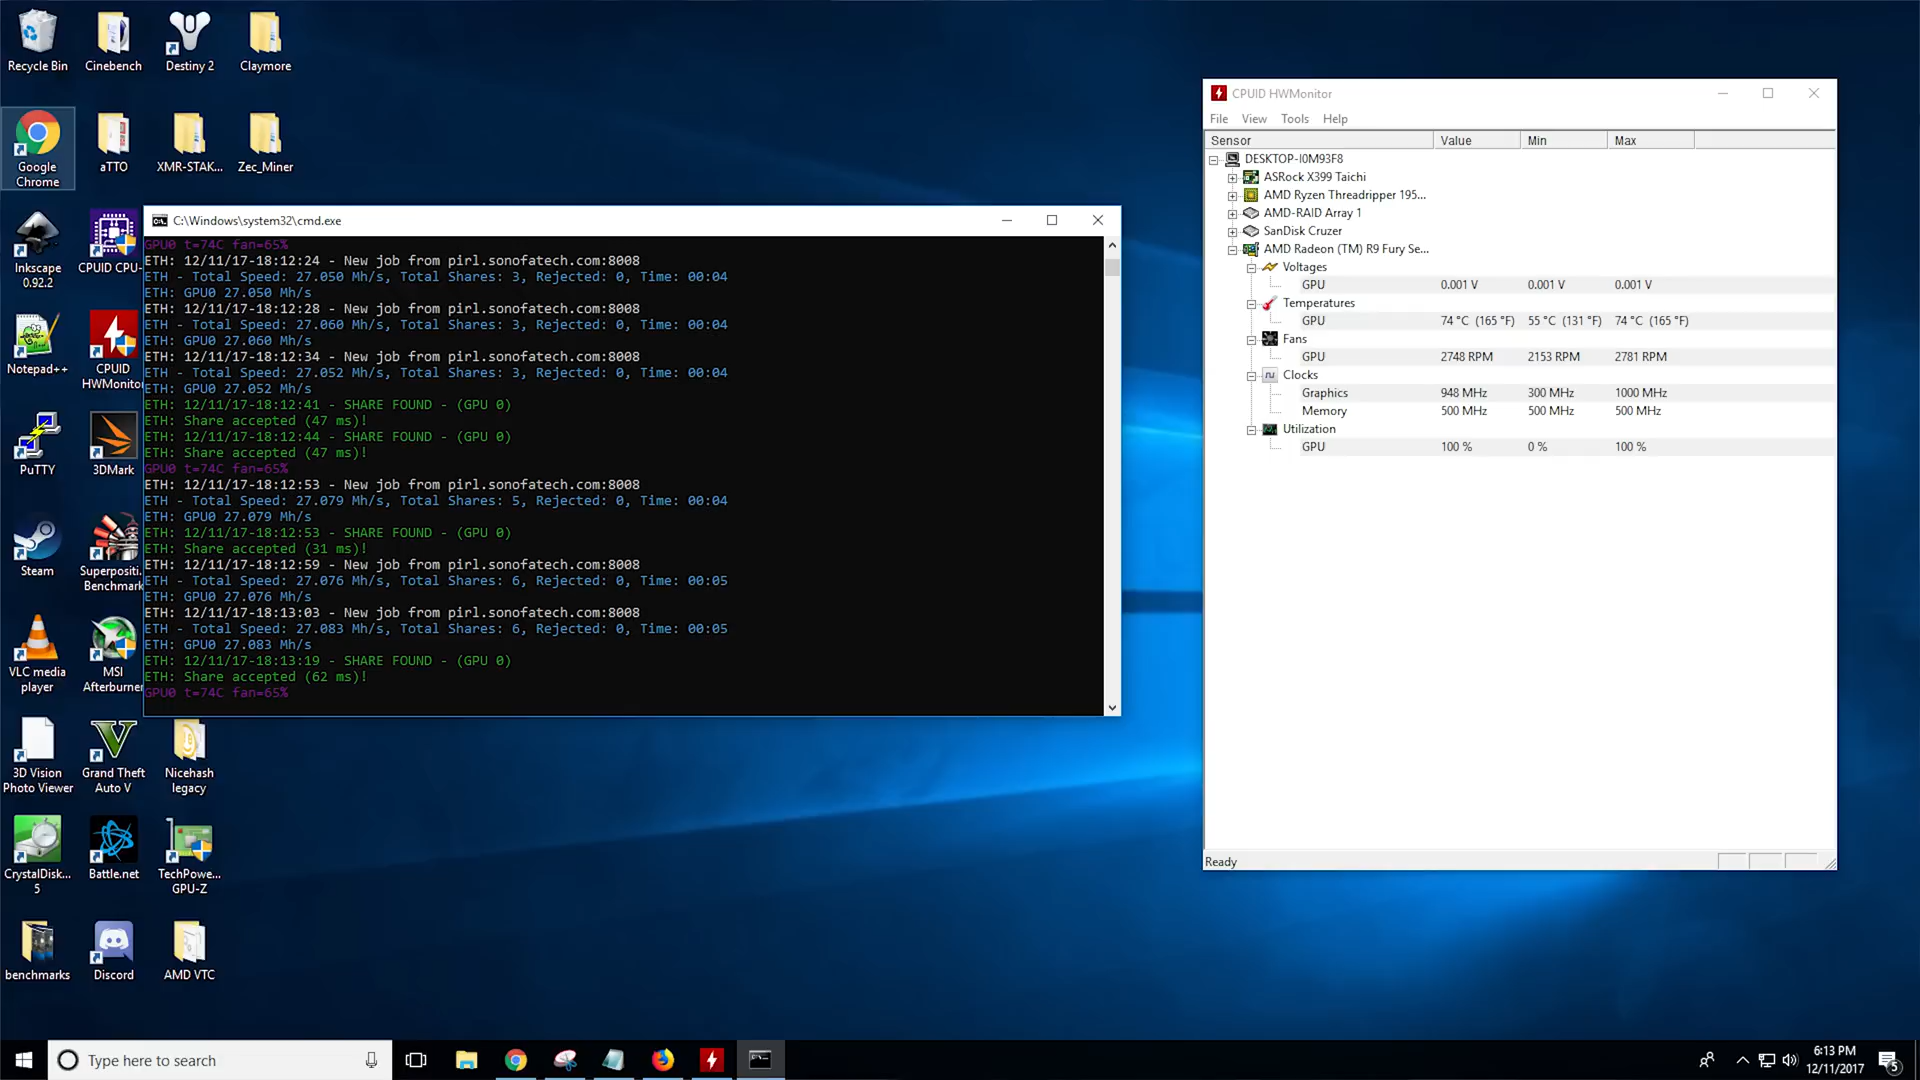 Recycle Bin
Cinebench
Destiny 2
Claymore
Google
Chrome
aTTO
XMR-STAK...
Zec_Miner
Inkscape
0.92.2
CPUID CPU-
Notepad++
CPUID
HWMonitor
PuTTY
3DMark
Steam
Superpositi...
Benchmark
VLC media
player
MSI
Afterburner
3D Vision
Photo Viewer
Grand Theft
Auto V
Nicehash
legacy
CrystalDisk...
5
Battle.net
TechPowe...
GPU-Z
benchmarks
Discord
AMD VTC
C:\Windows\system32\cmd.exe
GPU0 t=74C fan=65%
ETH: 12/11/17-18:12:24 - New job from pirl.sonofatech.com:8008
ETH - Total Speed: 27.050 Mh/s, Total Shares: 3, Rejected: 0, Time: 00:04
ETH: GPU0 27.050 Mh/s
ETH: 12/11/17-18:12:28 - New job from pirl.sonofatech.com:8008
ETH - Total Speed: 27.060 Mh/s, Total Shares: 3, Rejected: 0, Time: 00:04
ETH: GPU0 27.060 Mh/s
ETH: 12/11/17-18:12:34 - New job from pirl.sonofatech.com:8008
ETH - Total Speed: 27.052 Mh/s, Total Shares: 3, Rejected: 0, Time: 00:04
ETH: GPU0 27.052 Mh/s
ETH: 12/11/17-18:12:41 - SHARE FOUND - (GPU 0)
ETH: Share accepted (47 ms)!
ETH: 12/11/17-18:12:44 - SHARE FOUND - (GPU 0)
ETH: Share accepted (47 ms)!
GPU0 t=74C fan=65%
ETH: 12/11/17-18:12:53 - New job from pirl.sonofatech.com:8008
ETH - Total Speed: 27.079 Mh/s, Total Shares: 5, Rejected: 0, Time: 00:04
ETH: GPU0 27.079 Mh/s
ETH: 12/11/17-18:12:53 - SHARE FOUND - (GPU 0)
ETH: Share accepted (31 ms)!
ETH: 12/11/17-18:12:59 - New job from pirl.sonofatech.com:8008
ETH - Total Speed: 27.076 Mh/s, Total Shares: 6, Rejected: 0, Time: 00:05
ETH: GPU0 27.076 Mh/s
ETH: 12/11/17-18:13:03 - New job from pirl.sonofatech.com:8008
ETH - Total Speed: 27.083 Mh/s, Total Shares: 6, Rejected: 0, Time: 00:05
ETH: GPU0 27.083 Mh/s
ETH: 12/11/17-18:13:19 - SHARE FOUND - (GPU 0)
ETH: Share accepted (62 ms)!
GPU0 t=74C fan=65%
CPUID HWMonitor
File View Tools Help
Sensor Value Min Max
DESKTOP-I0M93F8
ASRock X399 Taichi
AMD Ryzen Threadripper 195...
AMD-RAID Array 1
SanDisk Cruzer
AMD Radeon (TM) R9 Fury Se...
Voltages
GPU 0.001 V 0.001 V 0.001 V
Temperatures
GPU 74 °C (165 °F) 55 °C (131 °F) 74 °C (165 °F)
Fans
GPU 2748 RPM 2153 RPM 2781 RPM
Clocks
Graphics 948 MHz 300 MHz 1000 MHz
Memory 500 MHz 500 MHz 500 MHz
Utilization
GPU 100 % 0 % 100 %
Ready
Type here to search
6:13 PM
12/11/2017
5